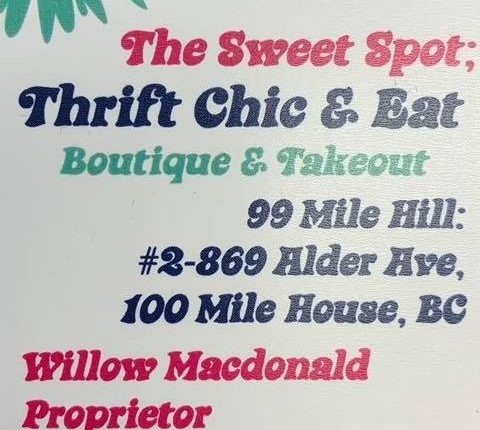 The Sweet Spot;
Thrift Chic & Eat
Boutique & Takeout
99 Mile Hill:
#2-869 Alder Ave,
100 Mile House, BC
Willow Macdonald
Proprietor